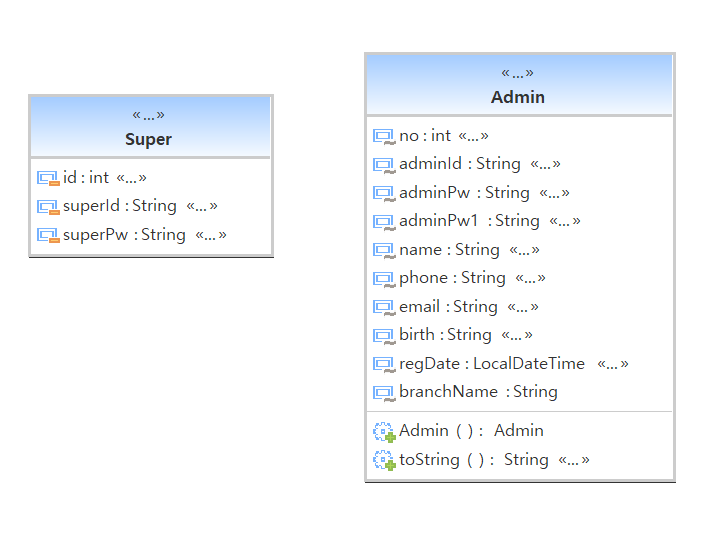 «...»
Super
id : int «...»
superId : String «...»
superPw : String «...»
«...»
Admin
no : int «...»
adminId : String «...»
adminPw : String «...»
adminPw1 : String «...»
name : String «...»
phone : String «...»
email : String «...»
birth : String «...»
regDate : LocalDateTime «...»
branchName : String
Admin ( ) : Admin
toString ( ) : String «...»